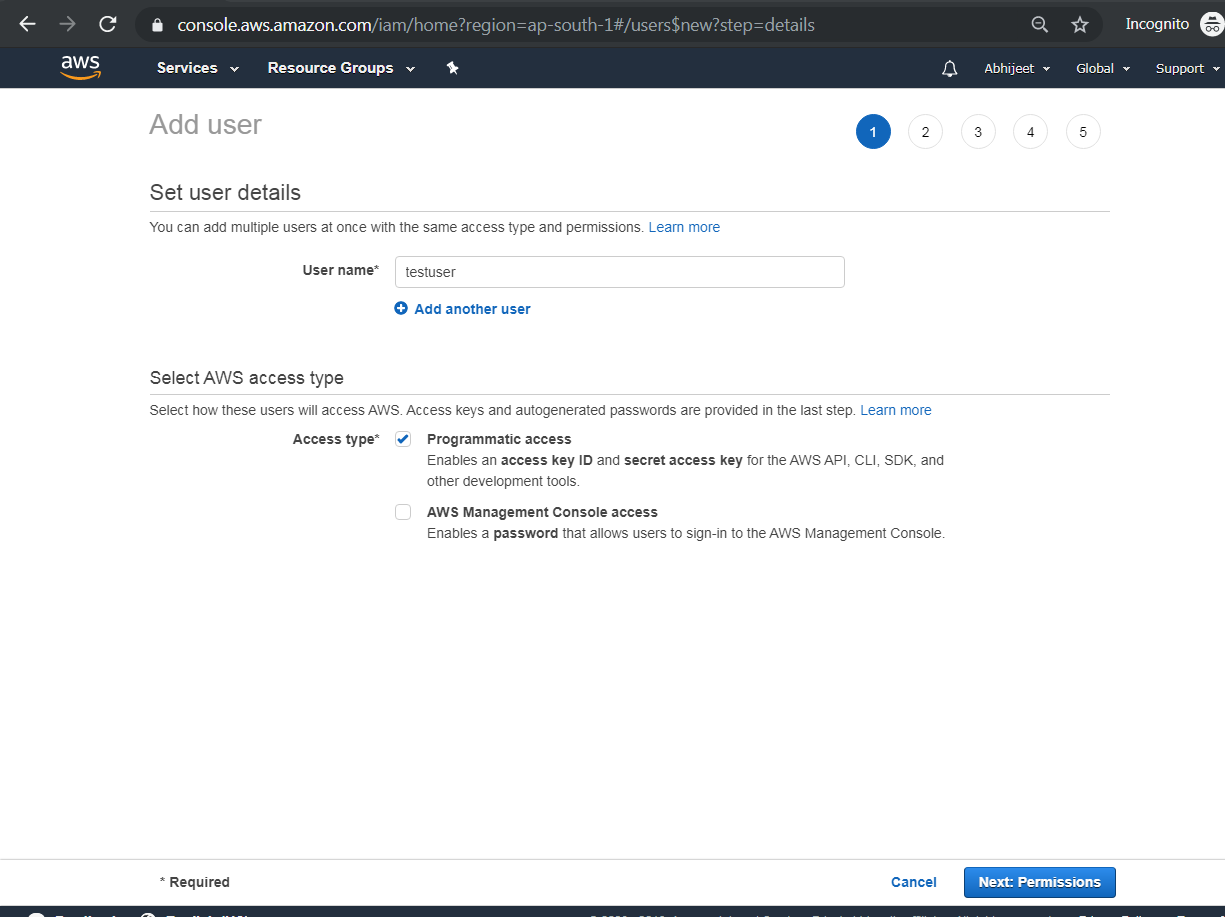 console.aws.amazon.com/iam/home?region=ap-south-1#/users$new?step=details
Incognito
aws
Services
Resource Groups
Abhijeet
Global
Support
Add user
1
2
3
4
5
Set user details
You can add multiple users at once with the same access type and permissions. Learn more
User name*
testuser
Add another user
Select AWS access type
Select how these users will access AWS. Access keys and autogenerated passwords are provided in the last step. Learn more
Access type*
Programmatic access
Enables an access key ID and secret access key for the AWS API, CLI, SDK, and
other development tools.
AWS Management Console access
Enables a password that allows users to sign-in to the AWS Management Console.
* Required
Cancel
Next: Permissions